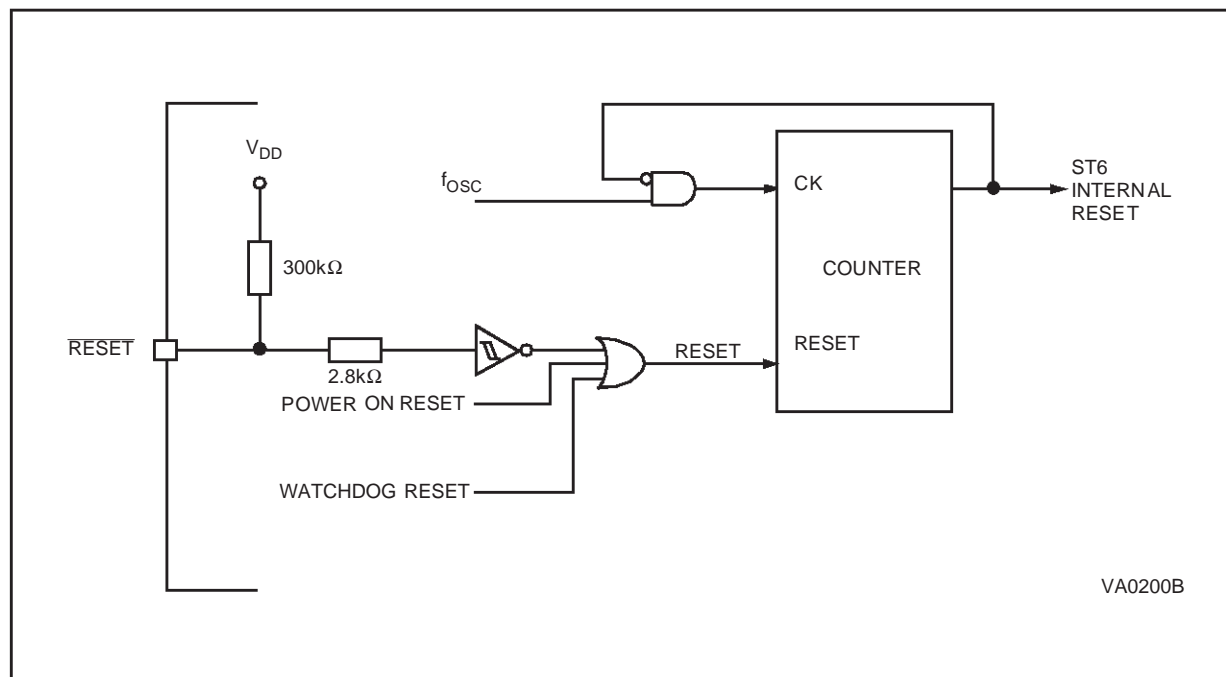 V_DD
f_OSC
300kΩ
CK
ST6
INTERNAL
RESET
COUNTER
RESET
RESET
RESET
2.8kΩ
POWER ON RESET
WATCHDOG RESET
VA0200B